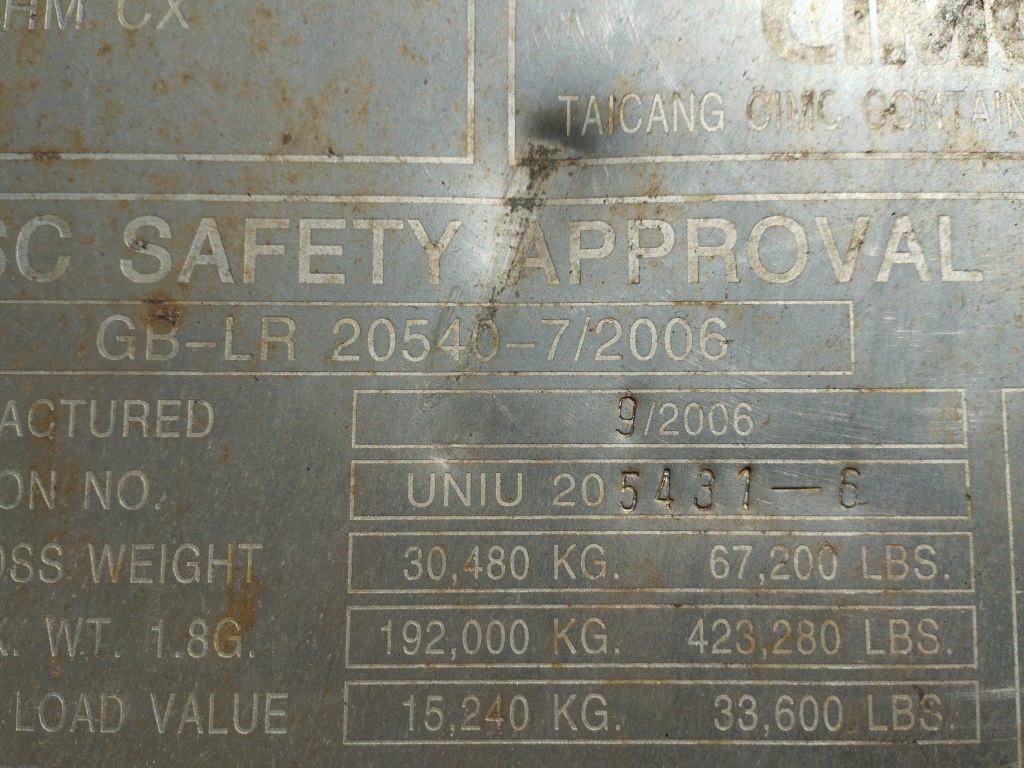 HM CX
CIMC
TAICANG CIMC CONTAIN
SC SAFETY APPROVAL
GB-LR 20540-7/2006
ACTURED 9/2006
ON NO. UNIU 205431-6
OSS WEIGHT 30,480 KG. 67,200 LBS.
. WT. 1.8G. 192,000 KG. 423,280 LBS.
LOAD VALUE 15,240 KG. 33,600 LBS.